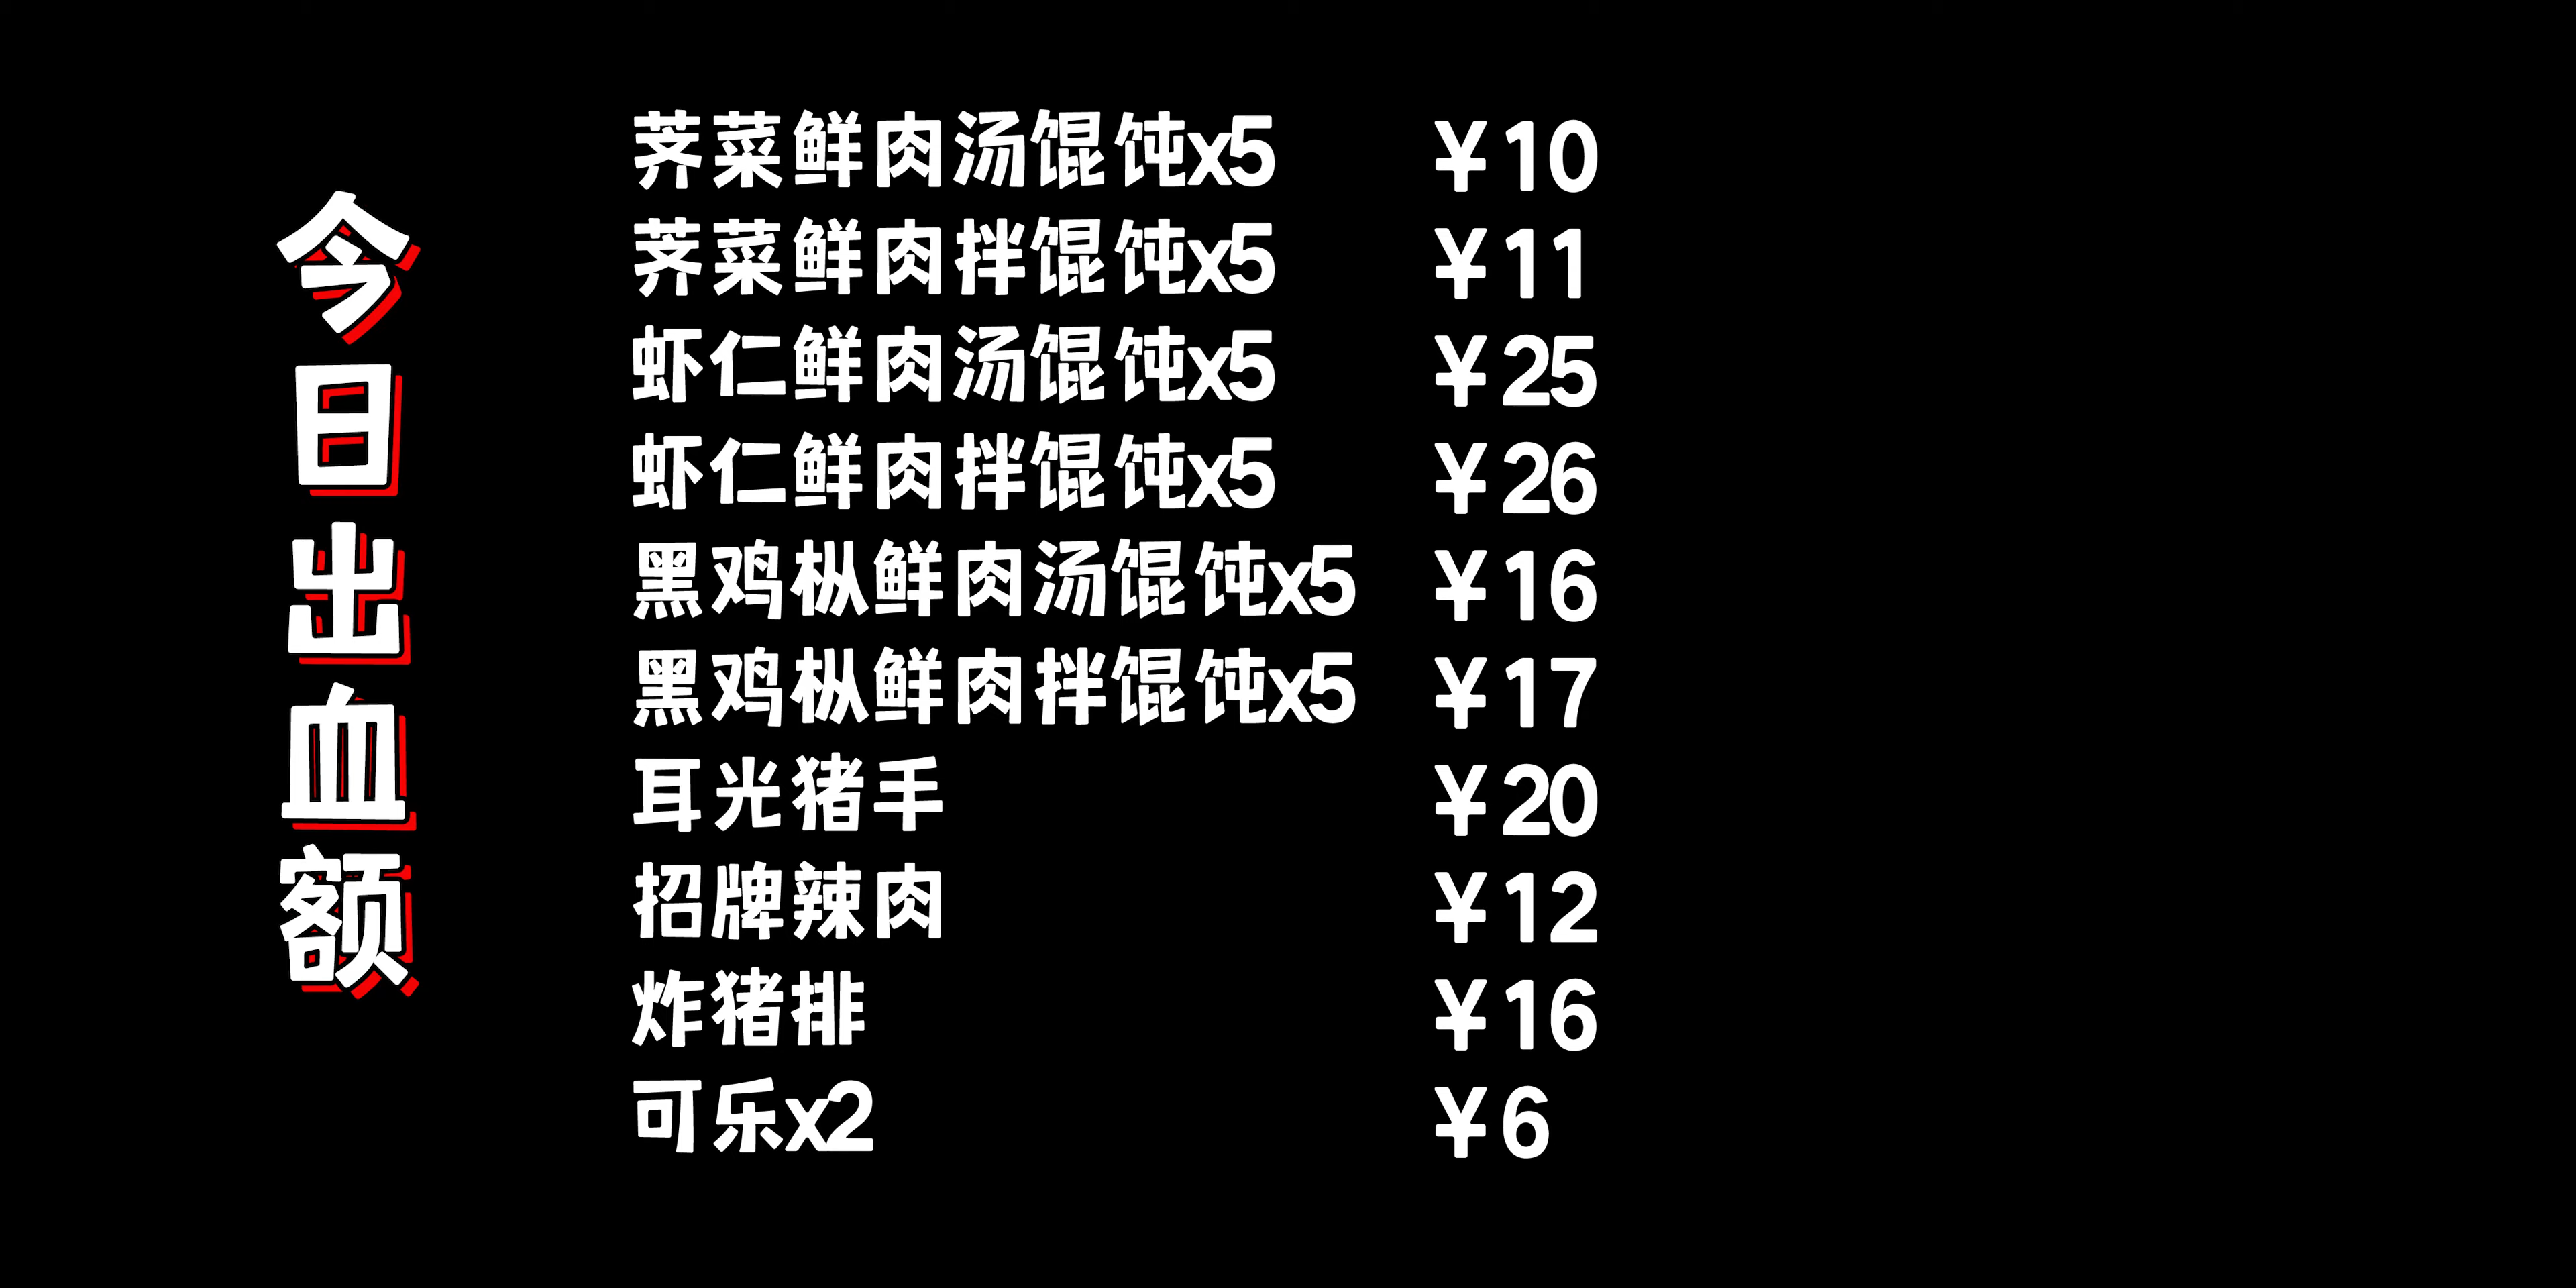 今日出血额
荠菜鲜肉汤馄饨x5 ¥10
荠菜鲜肉拌馄饨x5 ¥11
虾仁鲜肉汤馄饨x5 ¥25
虾仁鲜肉拌馄饨x5 ¥26
黑鸡枞鲜肉汤馄饨x5 ¥16
黑鸡枞鲜肉拌馄饨x5 ¥17
耳光猪手 ¥20
招牌辣肉 ¥12
炸猪排 ¥16
可乐x2 ¥6